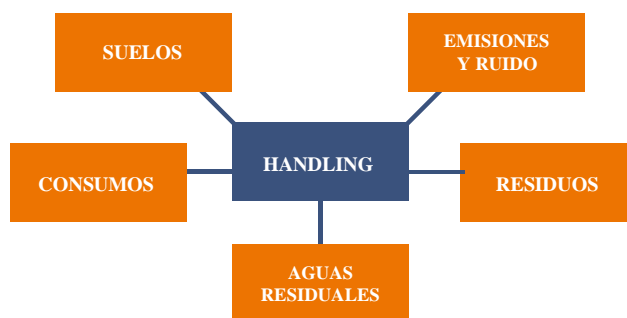 SUELOS
EMISIONES
Y RUIDO
HANDLING
CONSUMOS
RESIDUOS
AGUAS
RESIDUALES